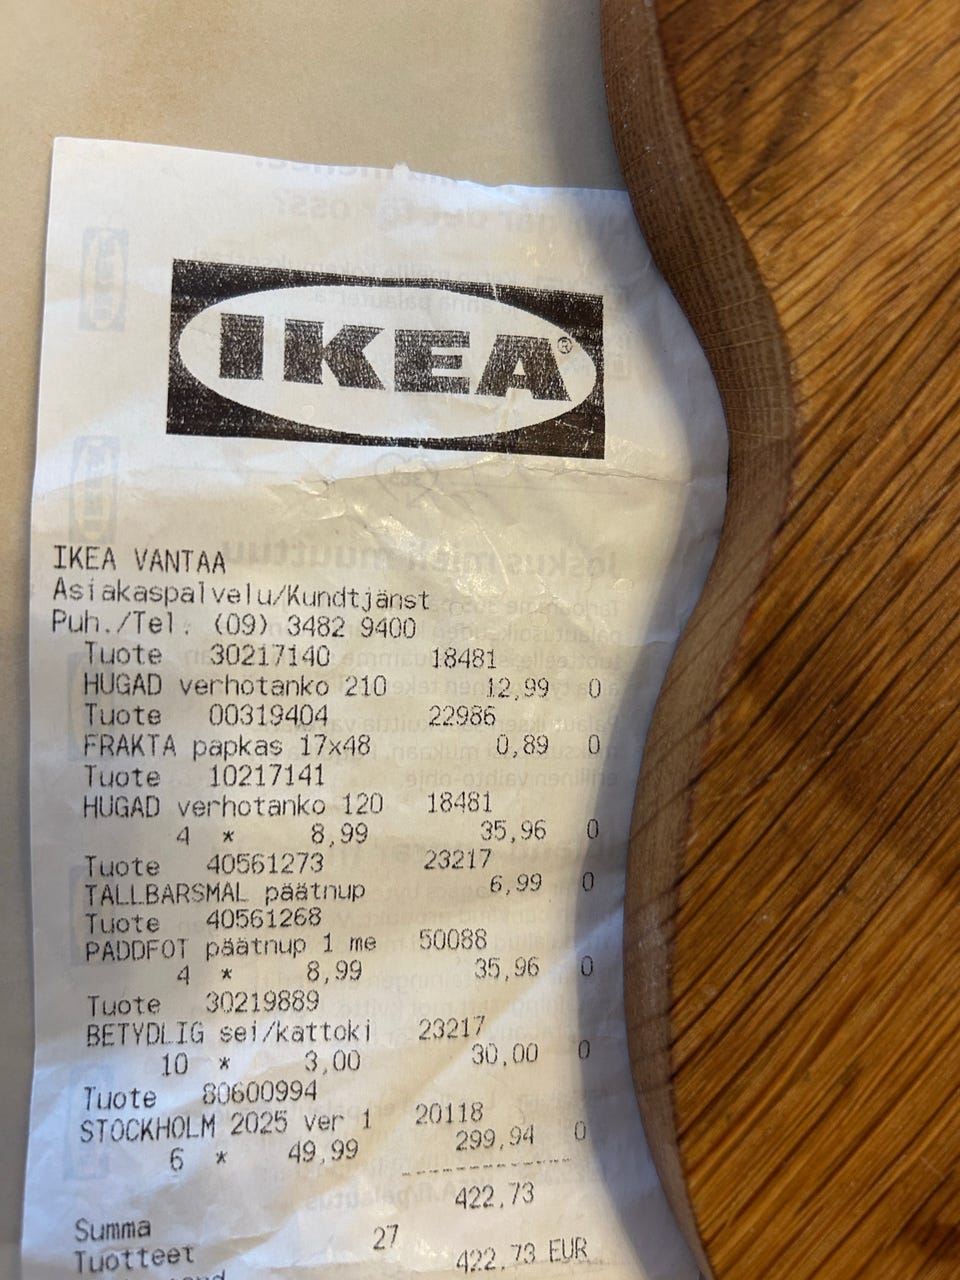 IKEA®
IKEA VANTAA
Asiakaspalvelu/Kundtjänst
Puh./Tel. (09) 3482 9400
Tuote 30217140 18481
HUGAD verhotanko 210 12,99 0
Tuote 00319404 22986
FRAKTA papkas 17x48 0,89 0
Tuote 10217141
HUGAD verhotanko 120 18481
4 * 8,99 35,96 0
Tuote 40561273 23217
TALLBARSMAL päätnup 6,99 0
Tuote 40561268
PADDFOT päätnup 1 me 50088
4 * 8,99 35,96 0
Tuote 30219889
BETYDLIG sei/kattoki 23217
10 * 3,00 30,00 0
Tuote 80600994
STOCKHOLM 2025 ver 1 20118
6 * 49,99 299,94 0
Summa 422,73
Tuotteet 27
422,73 EUR